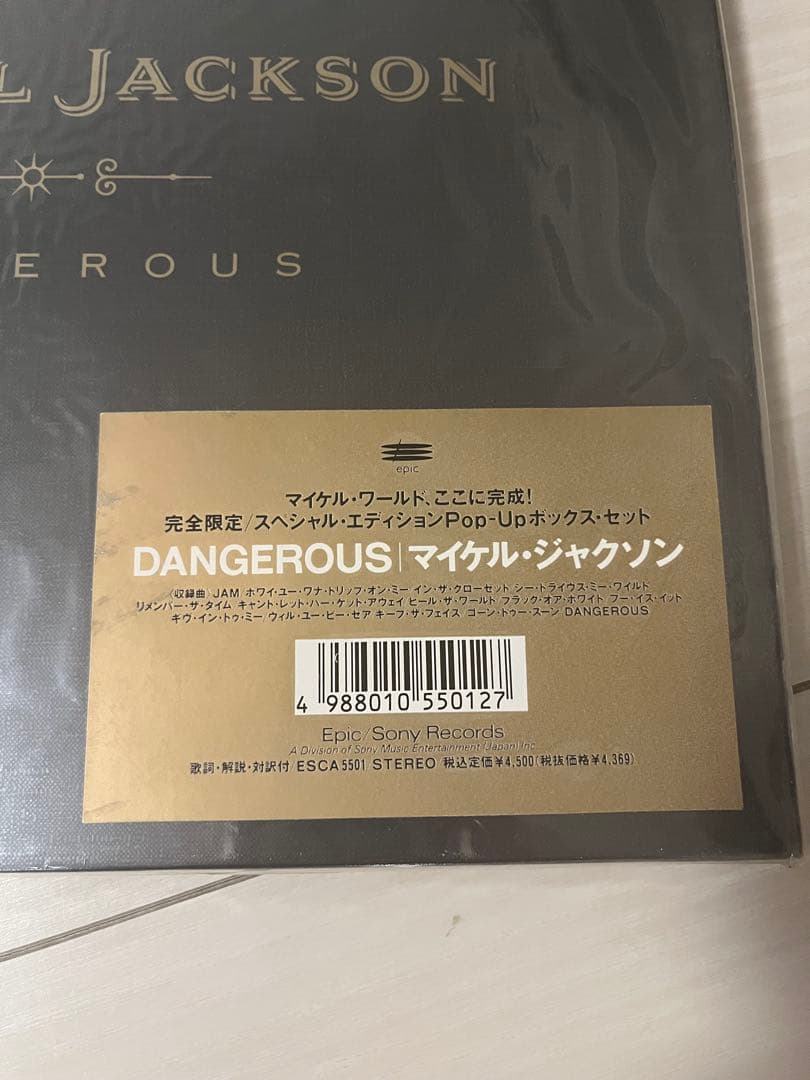 L JACKSON
EROUS
epic
マイケル・ワールド、ここに完成!
完全限定/スペシャル・エディションPop-Upボックス・セット
DANGEROUS|マイケル・ジャクソン
〈収録曲〉JAM/ホワイ・ユー・ワナ・トリップ・オン・ミー/イン・ザ・クローゼット/シー・ドライヴス・ミー・ワイルド
リメンバー・ザ・タイム/キャント・レット・ハー・ゲット・アウェイ/ヒール・ザ・ワールド/ブラック・オア・ホワイト/フー・イズ・イット
ギヴ・イン・トゥ・ミー/ウィル・ユー・ビー・ゼア/キープ・ザ・フェイス/ゴーン・トゥー・スーン/DANGEROUS
4 988010 550127
Epic/Sony Records
A Division of Sony Music Entertainment (Japan) Inc.
歌詞・解説・対訳付/ESCA 5501/STEREO/税込定価¥4,500(税抜価格¥4,369)